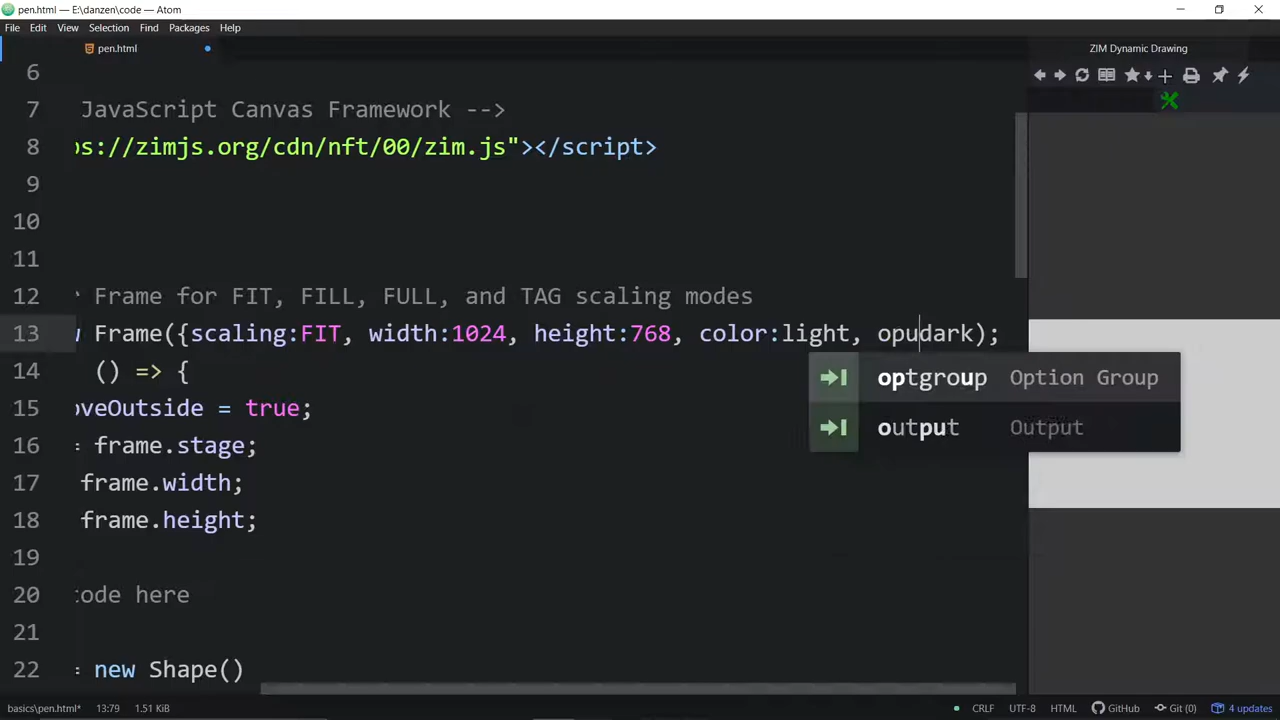 pen.html — E:\danzen\code — Atom
File Edit View Selection Find Packages Help
pen.html
ZIM Dynamic Drawing
6
7 JavaScript Canvas Framework -->
8 ps://zimjs.org/cdn/nft/00/zim.js"></script>
9
10
11
12 Frame for FIT, FILL, FULL, and TAG scaling modes
13 w Frame({scaling:FIT, width:1024, height:768, color:light, opudark);
optgroup Option Group
output Output
14 () => {
15 oveOutside = true;
16 = frame.stage;
17 frame.width;
18 frame.height;
19
20 code here
21
22 = new Shape()
basics\pen.html* 13:79 1.51 KiB CRLF UTF-8 HTML GitHub Git (0) 4 updates